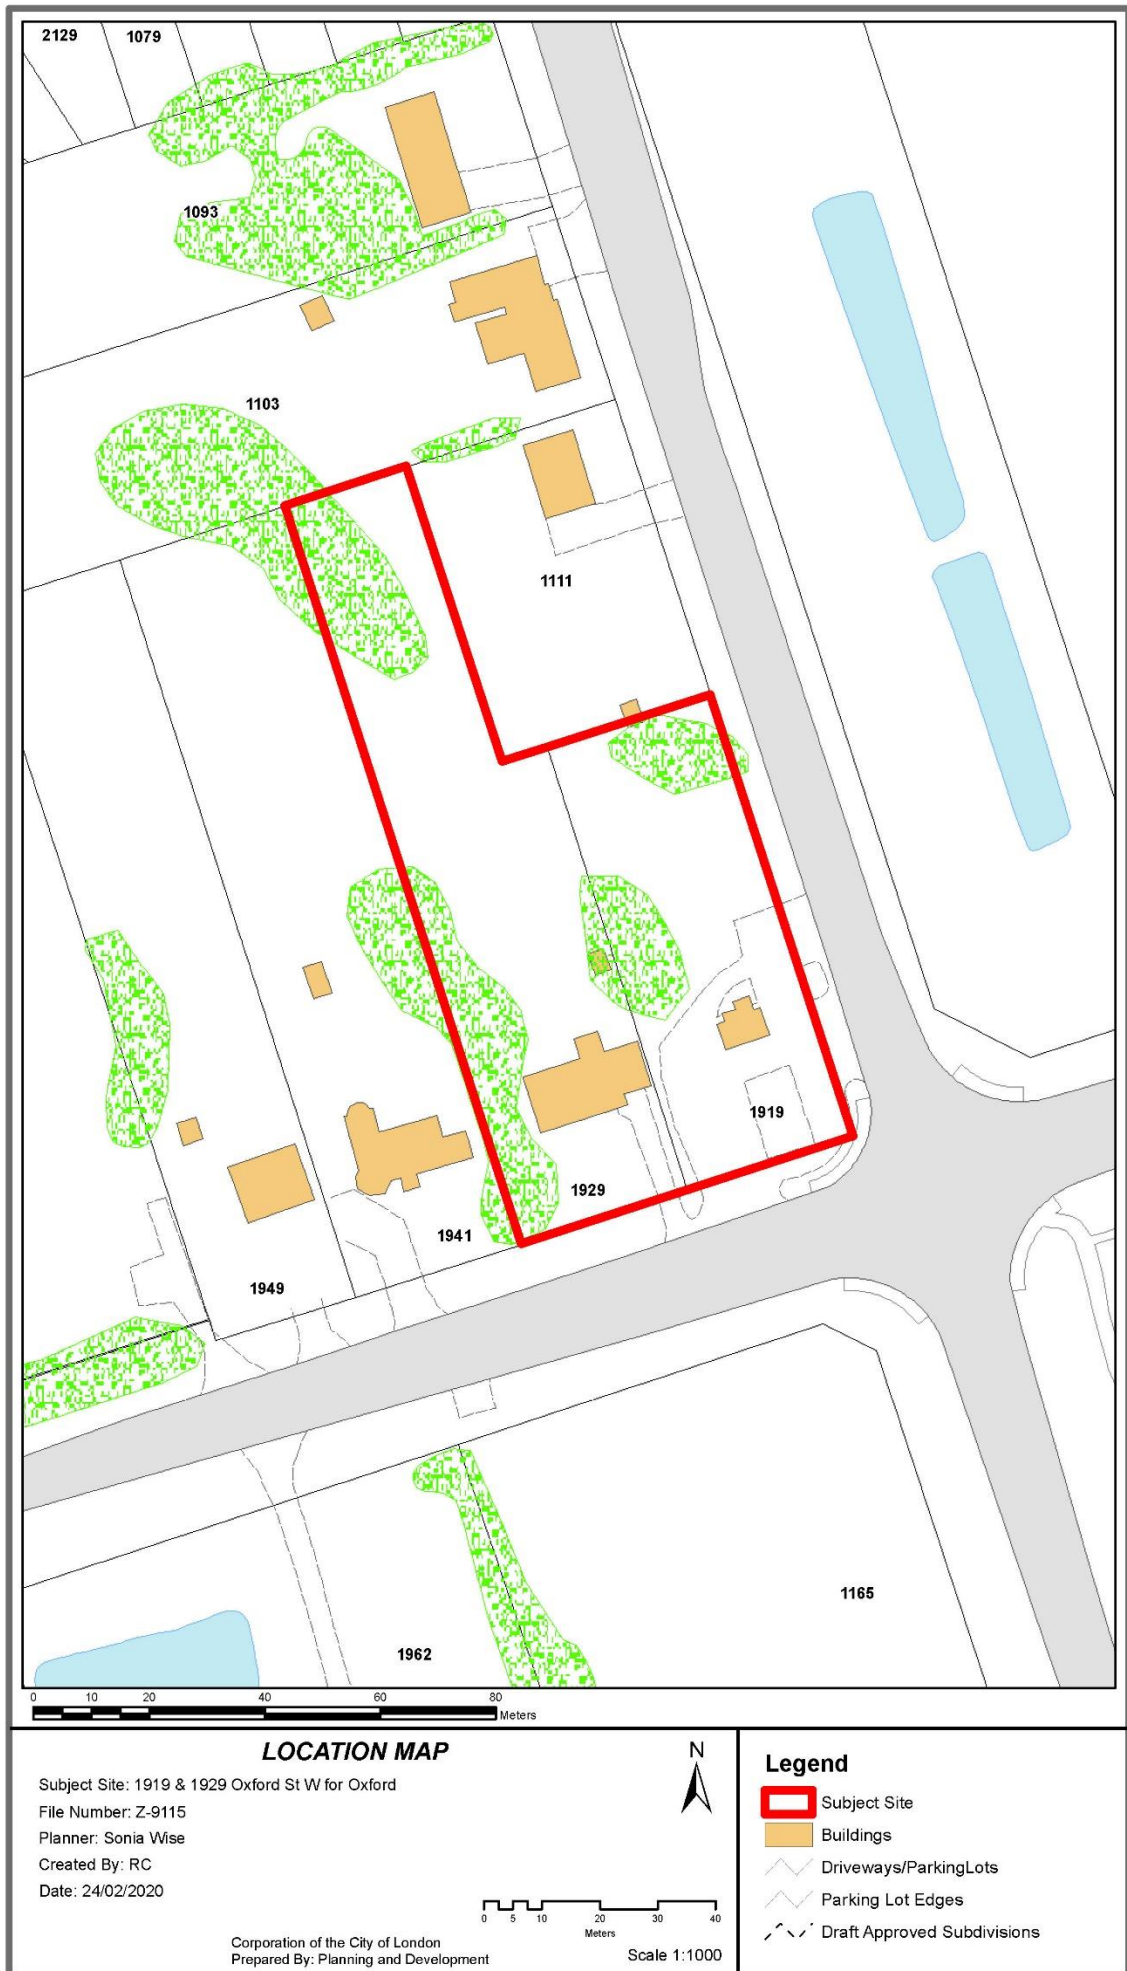 2129 1079
1093
1103
1111
1919
1929
1941
1949
1165
1962
0 10 20 40 60 80
Meters
LOCATION MAP
Subject Site: 1919 & 1929 Oxford St W for Oxford
File Number: Z-9115
Planner: Sonia Wise
Created By: RC
Date: 24/02/2020
Corporation of the City of London
Prepared By: Planning and Development
N
0 5 10 20 30 40
Meters
Scale 1:1000
Legend
Subject Site
Buildings
Driveways/ParkingLots
Parking Lot Edges
Draft Approved Subdivisions